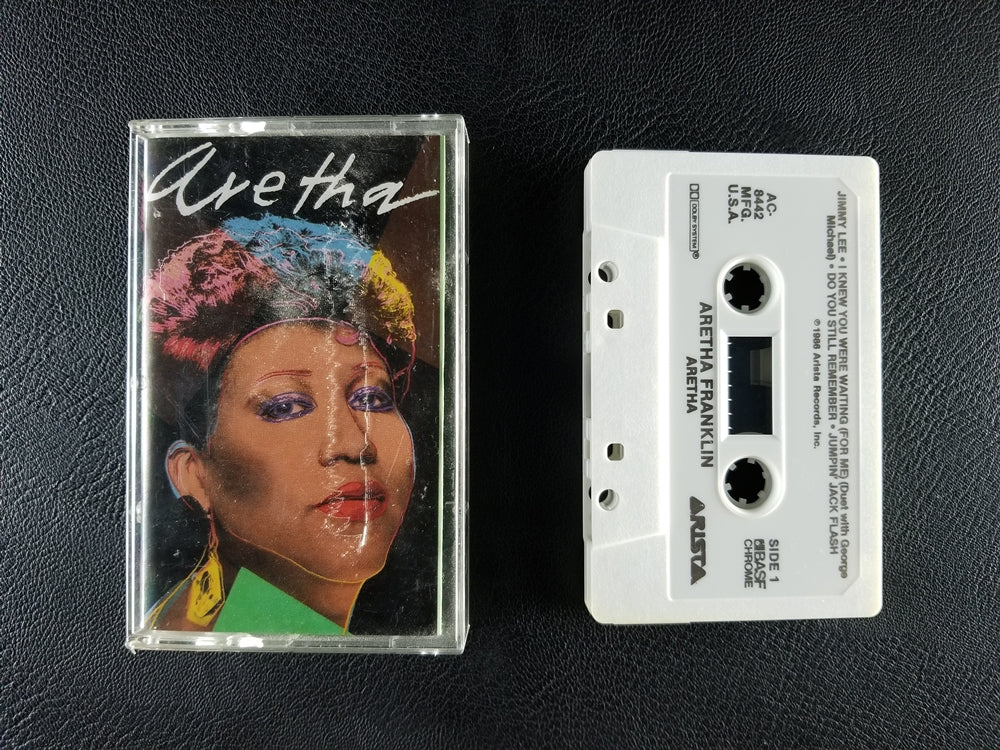 Aretha
JIMMY LEE • I KNEW YOU WERE WAITING (FOR ME) (Duet with George
Michael) • DO YOU STILL REMEMBER • JUMPIN' JACK FLASH
℗1986 Arista Records, Inc.
AC-
8442
MFG.
U.S.A.
DOLBY SYSTEM®
SIDE 1
BASF
CHROME
ARETHA FRANKLIN
ARETHA
ARISTA